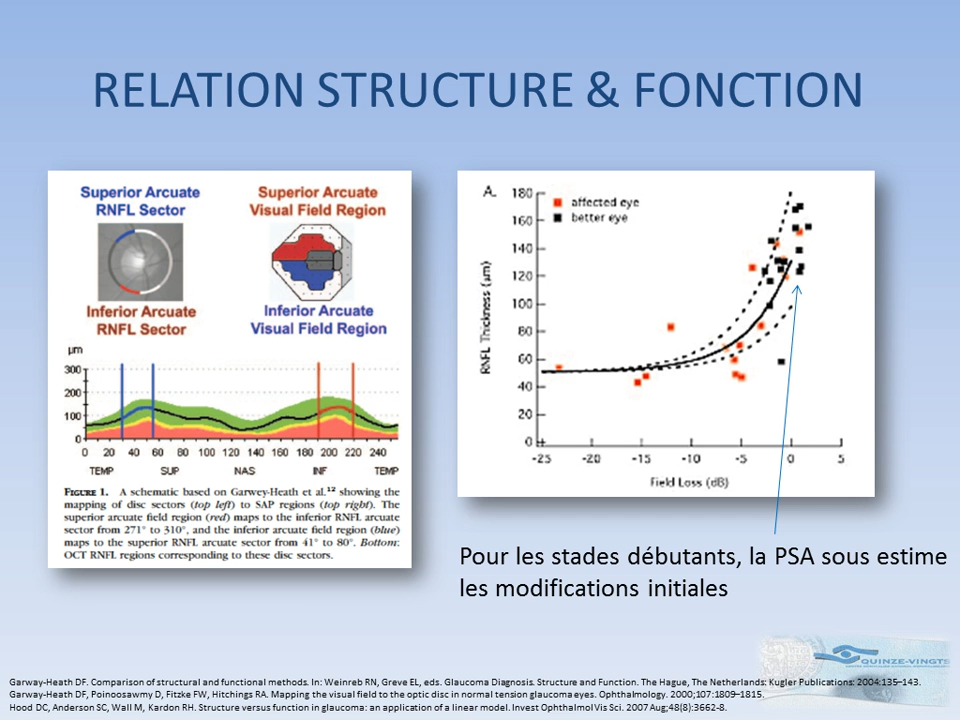 RELATION STRUCTURE & FONCTION
Superior Arcuate
RNFL Sector
Superior Arcuate
Visual Field Region
Inferior Arcuate
RNFL Sector
Inferior Arcuate
Visual Field Region
µm
300
200
100
0
0 20 40 60 80 100 120 140 160 180 200 220 240
TEMP SUP NAS INF TEMP
FIGURE 1. A schematic based on Garwey-Heath et al.12 showing the
mapping of disc sectors (top left) to SAP regions (top right). The
superior arcuate field region (red) maps to the inferior RNFL arcuate
sector from 271° to 310°, and the inferior arcuate field region (blue)
maps to the superior RNFL arcuate sector from 41° to 80°. Bottom:
OCT RNFL regions corresponding to these disc sectors.
A.
affected eye
better eye
RNFL Thickness (µm)
180
160
140
120
100
80
60
40
20
0
-25 -20 -15 -10 -5 0 5
Field Loss (dB)
Pour les stades débutants, la PSA sous estime
les modifications initiales
QUINZE-VINGTS
Garway-Heath DF. Comparison of structural and functional methods. In: Weinreb RN, Greve EL, eds. Glaucoma Diagnosis. Structure and Function. The Hague, The Netherlands: Kugler Publications: 2004:135–143.
Garway-Heath DF, Poinoosawmy D, Fitzke FW, Hitchings RA. Mapping the visual field to the optic disc in normal tension glaucoma eyes. Ophthalmology. 2000;107:1809–1815.
Hood DC, Anderson SC, Wall M, Kardon RH. Structure versus function in glaucoma: an application of a linear model. Invest Ophthalmol Vis Sci. 2007 Aug;48(8):3662-8.